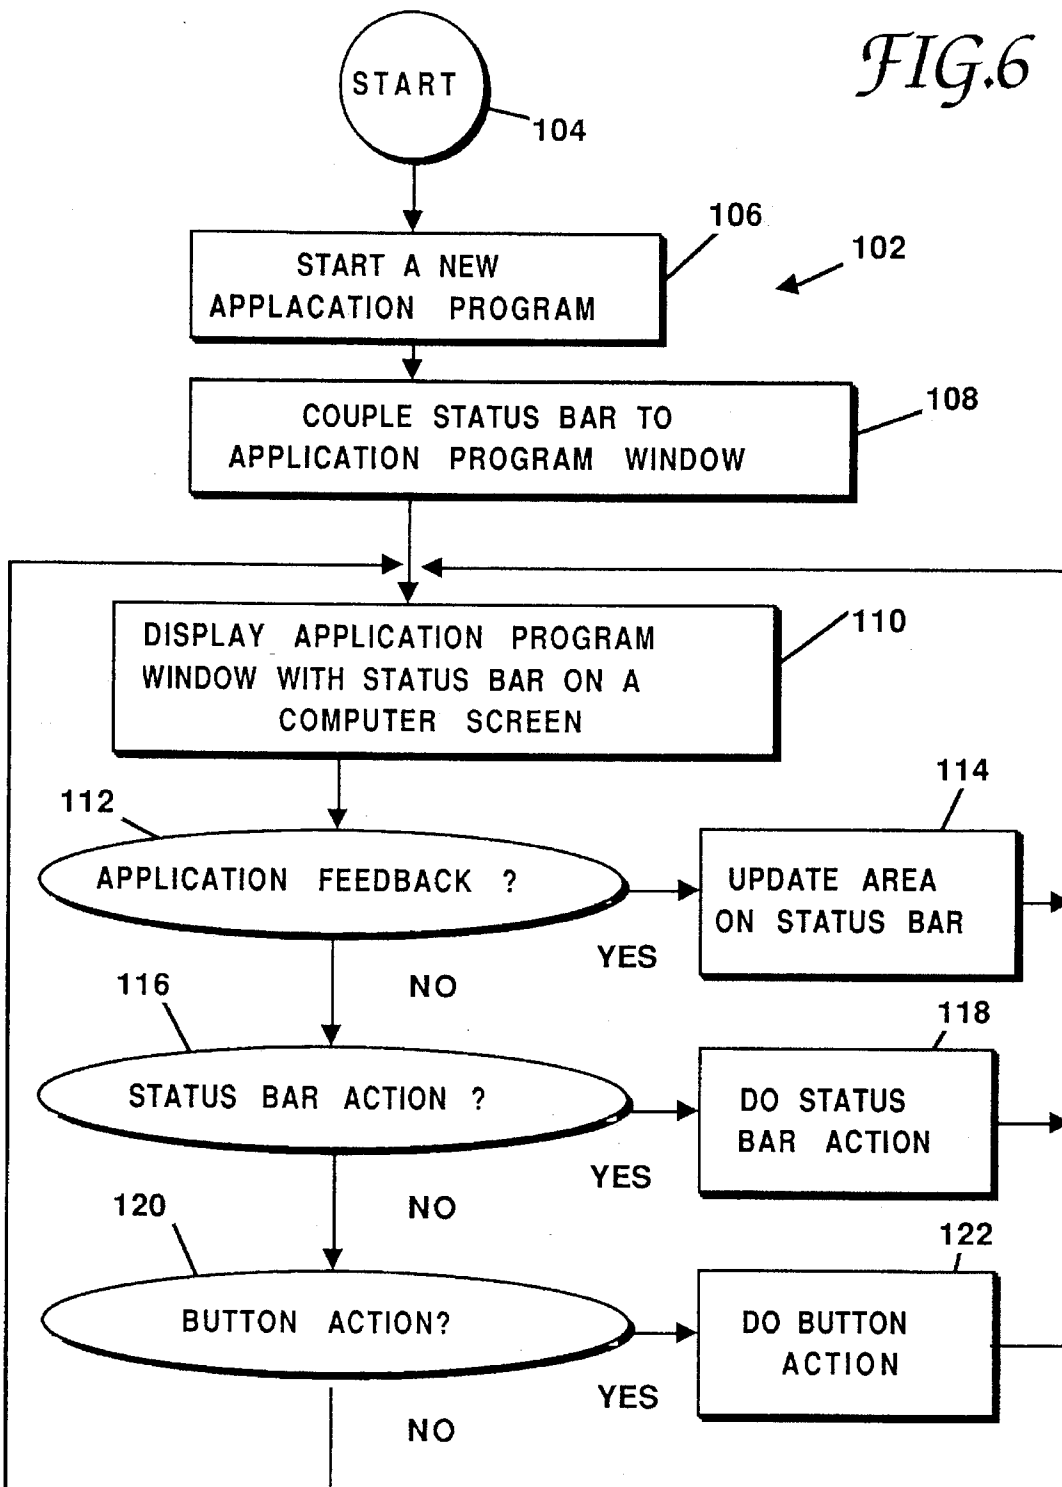 FIG.6
START
104
106
102
START A NEW
APPLACATION PROGRAM
108
COUPLE STATUS BAR TO
APPLICATION PROGRAM WINDOW
110
DISPLAY APPLICATION PROGRAM
WINDOW WITH STATUS BAR ON A
COMPUTER SCREEN
112
114
APPLICATION FEEDBACK ?
UPDATE AREA
ON STATUS BAR
YES
NO
116
118
STATUS BAR ACTION ?
DO STATUS
BAR ACTION
YES
NO
120
122
BUTTON ACTION?
DO BUTTON
ACTION
YES
NO